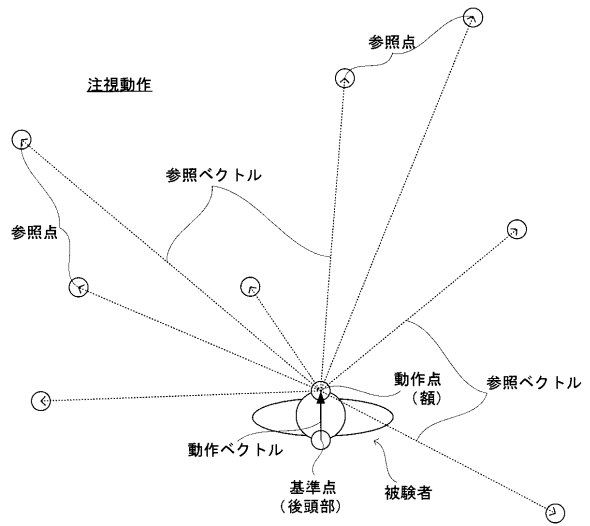 参照点
注視動作
参照ベクトル
参照点
動作点
（額）
参照ベクトル
動作ベクトル
基準点
（後頭部）
被験者